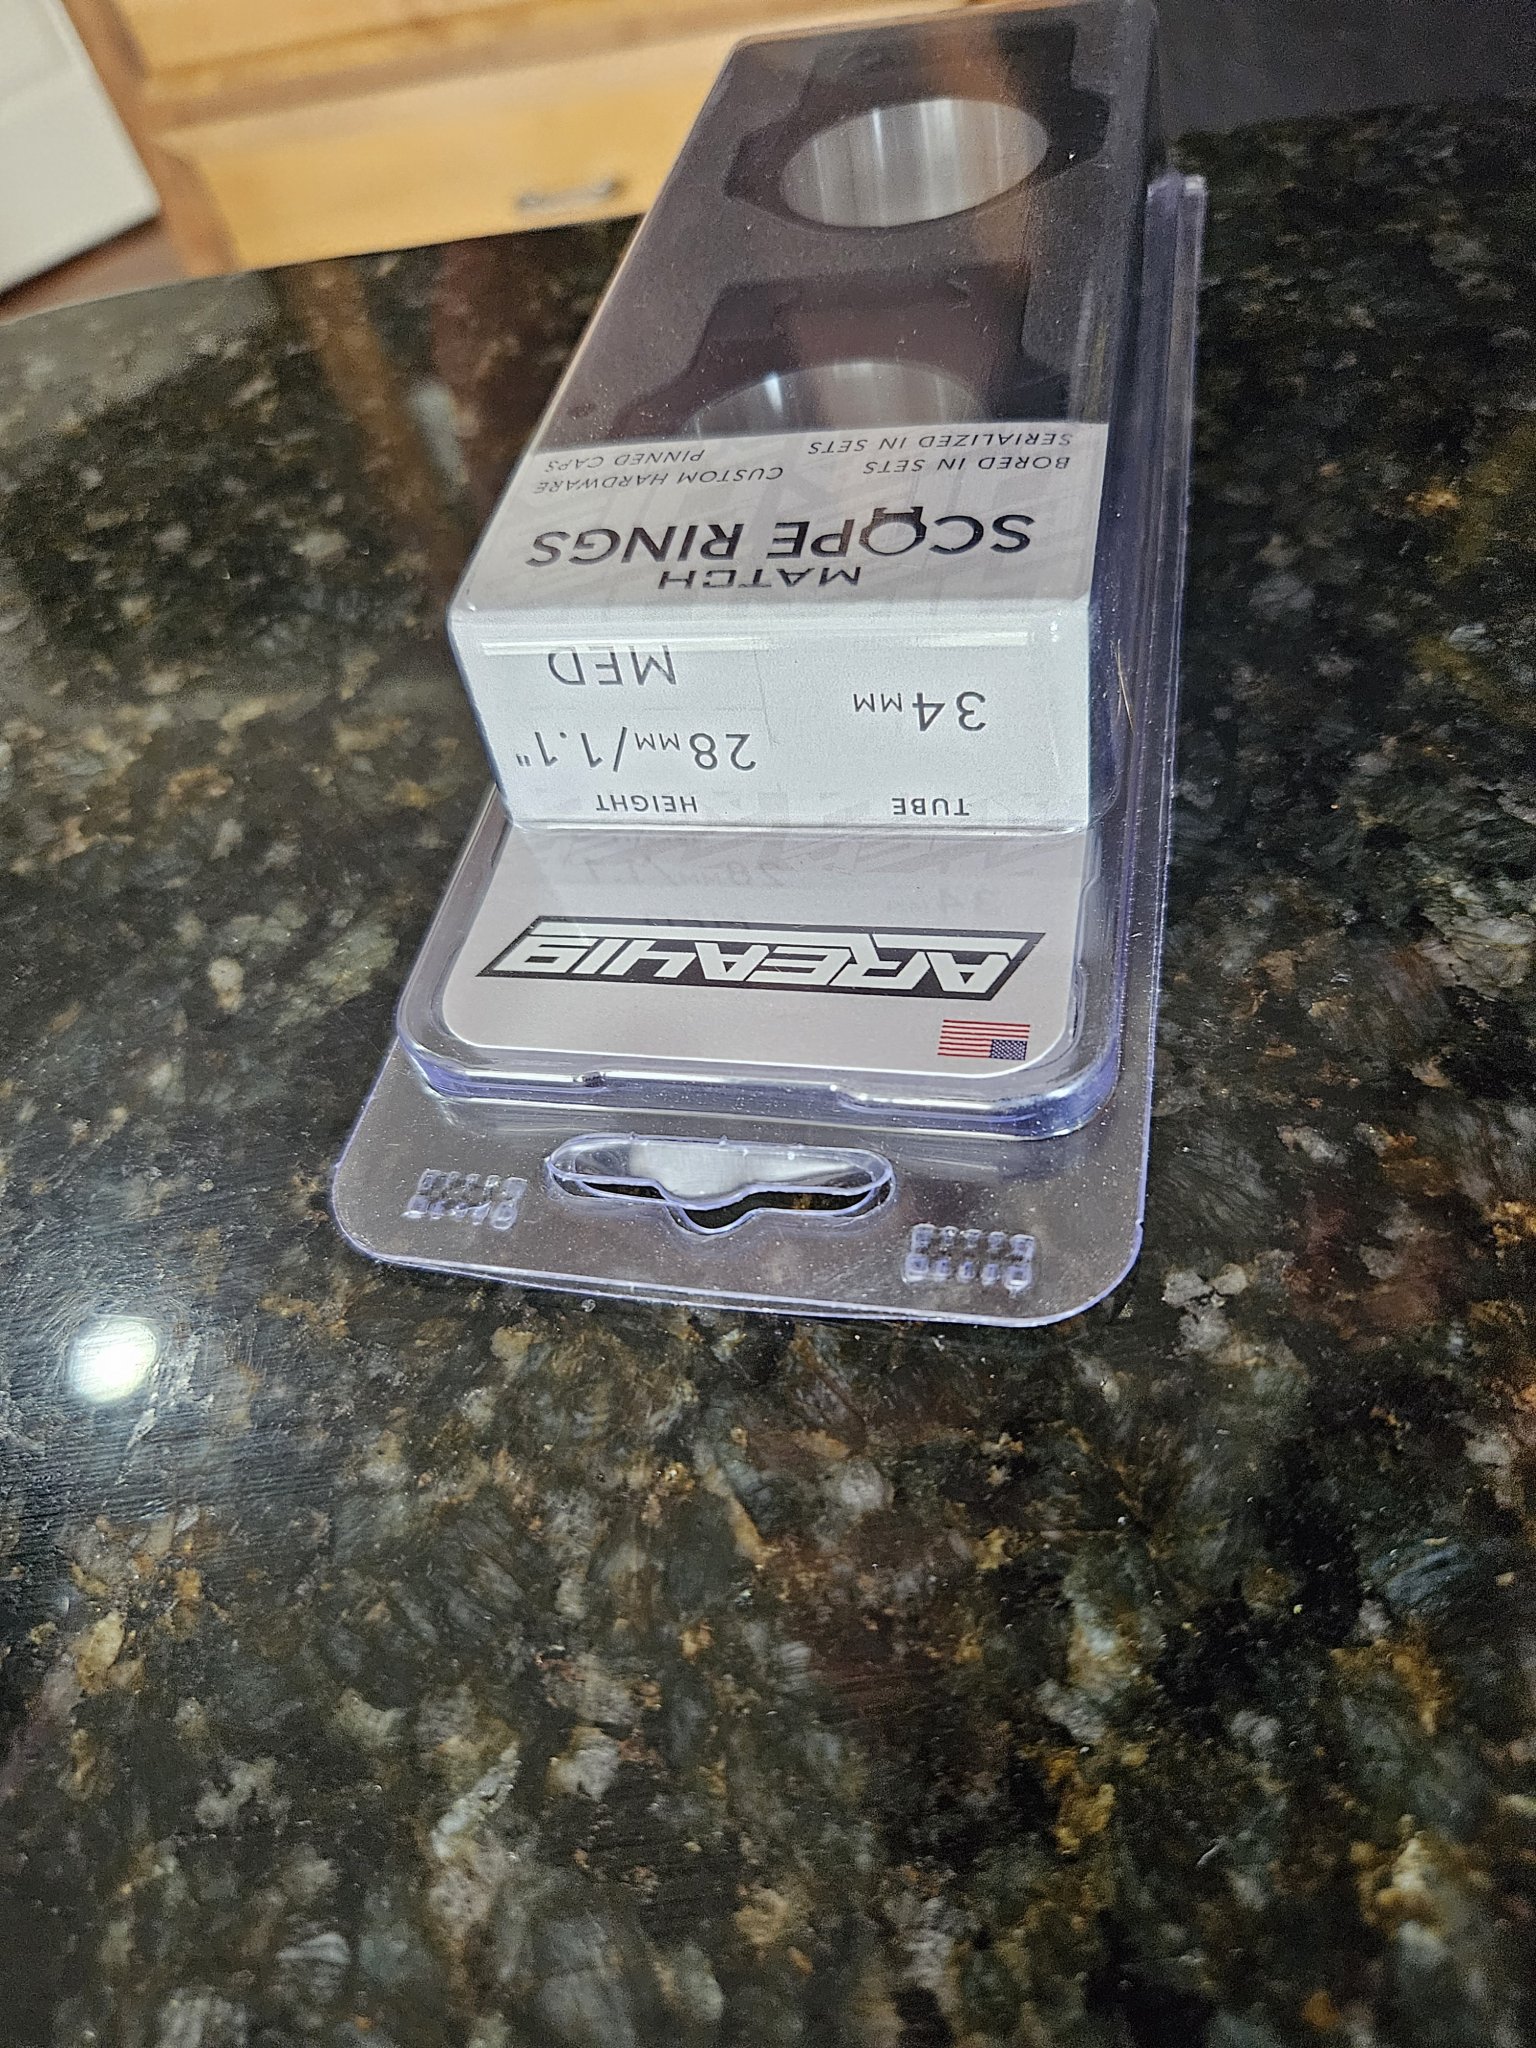 AREA419
TUBE
34MM
HEIGHT
28MM/1.1"
MED
MATCH
SCOPE RINGS
BORED IN SETS
SERIALIZED IN SETS
CUSTOM HARDWARE
PINNED CAPS